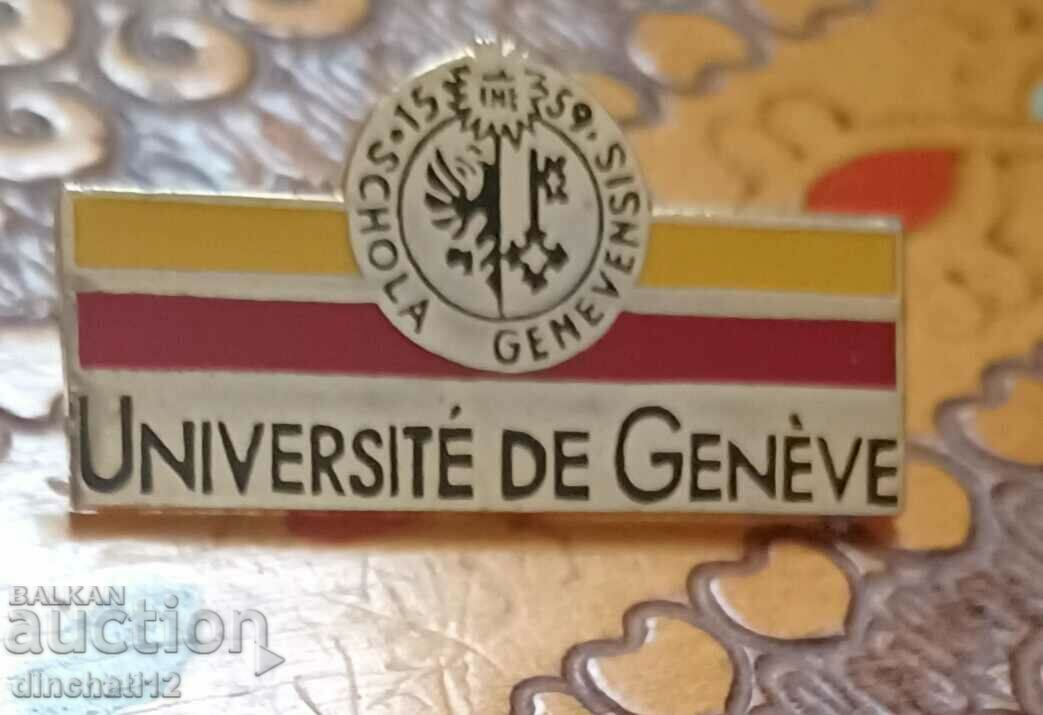 SCHOLA · 15 IHS 59 · GENEVENSIS
UNIVERSITÉ DE GENÈVE
BALKAN
auction
dinchati12